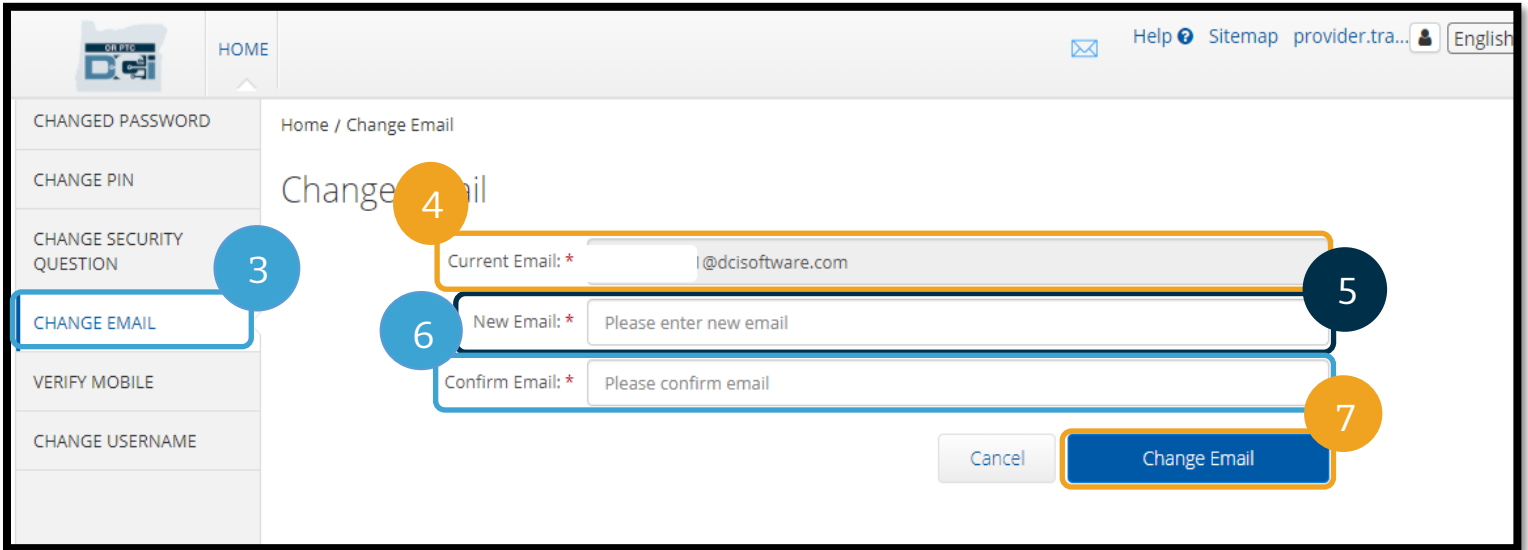 OR PTC
DCi
HOME
Help ? Sitemap provider.tra... English
CHANGED PASSWORD
CHANGE PIN
CHANGE SECURITY
QUESTION
CHANGE EMAIL
VERIFY MOBILE
CHANGE USERNAME
Home / Change Email
Change ail
3
4
Current Email: * 1@dcisoftware.com
5
New Email: * Please enter new email
6
Confirm Email: * Please confirm email
7
Cancel Change Email